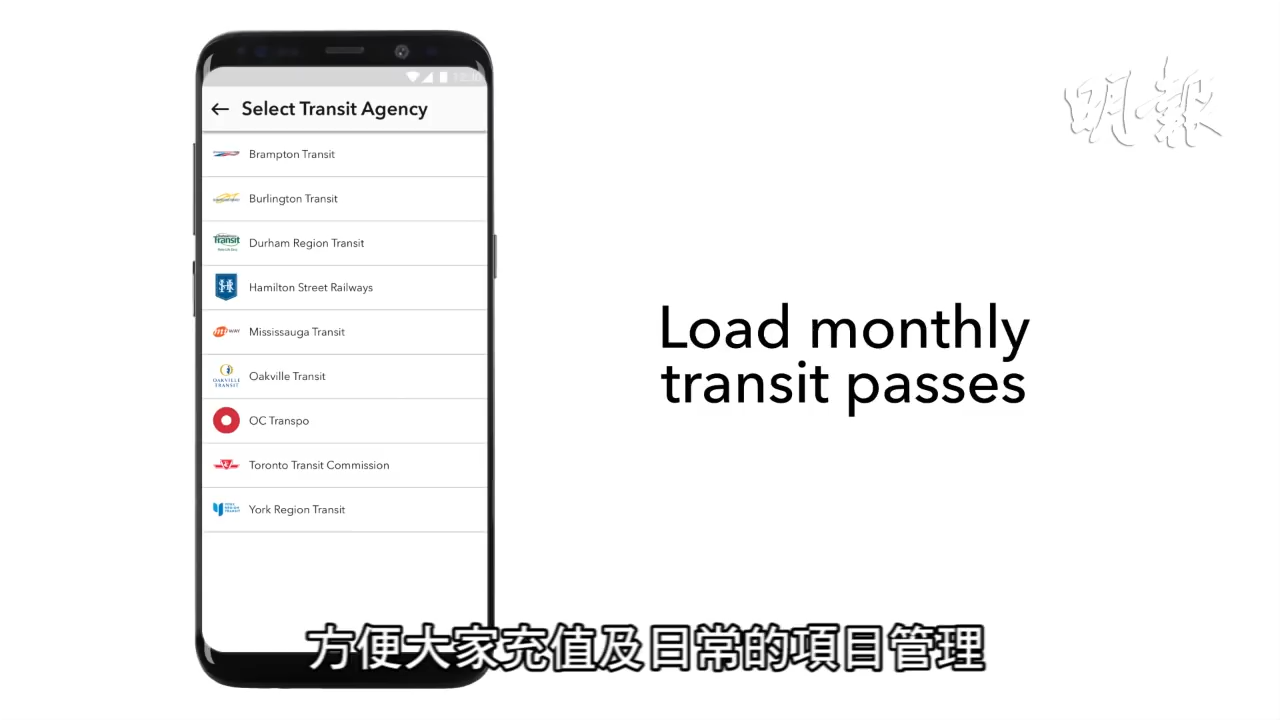 Select Transit Agency
Brampton Transit
Burlington Transit
Durham Region Transit
Hamilton Street Railways
Mississauga Transit
Oakville Transit
OC Transpo
Toronto Transit Commission
York Region Transit
明報
Load monthly
transit passes
方便大家充值及日常的項目管理